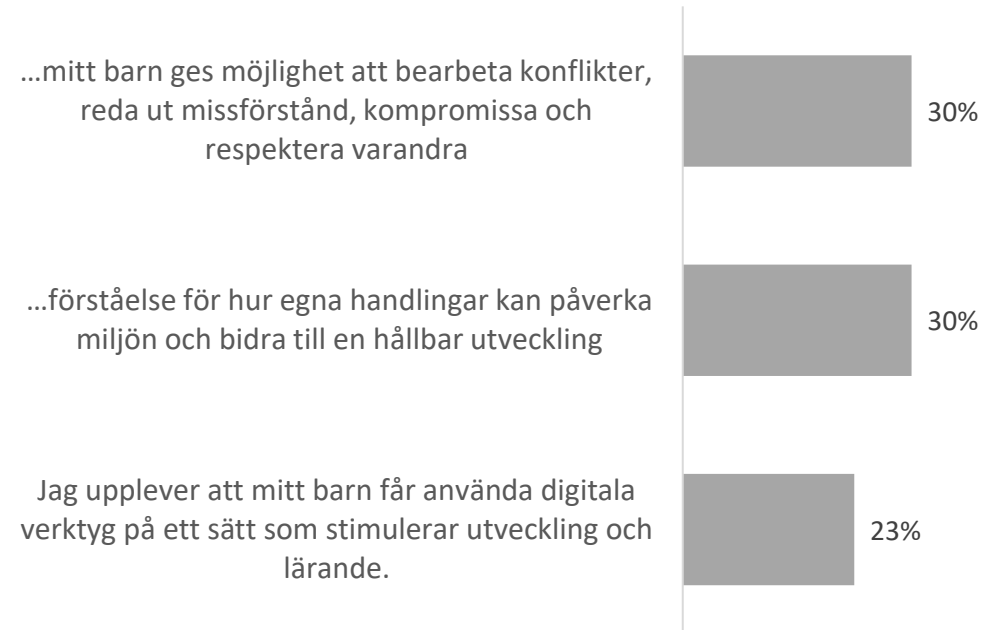 ...mitt barn ges möjlighet att bearbeta konflikter,
reda ut missförstånd, kompromissa och
respektera varandra
30%
...förståelse för hur egna handlingar kan påverka
miljön och bidra till en hållbar utveckling
30%
Jag upplever att mitt barn får använda digitala
verktyg på ett sätt som stimulerar utveckling och
lärande.
23%